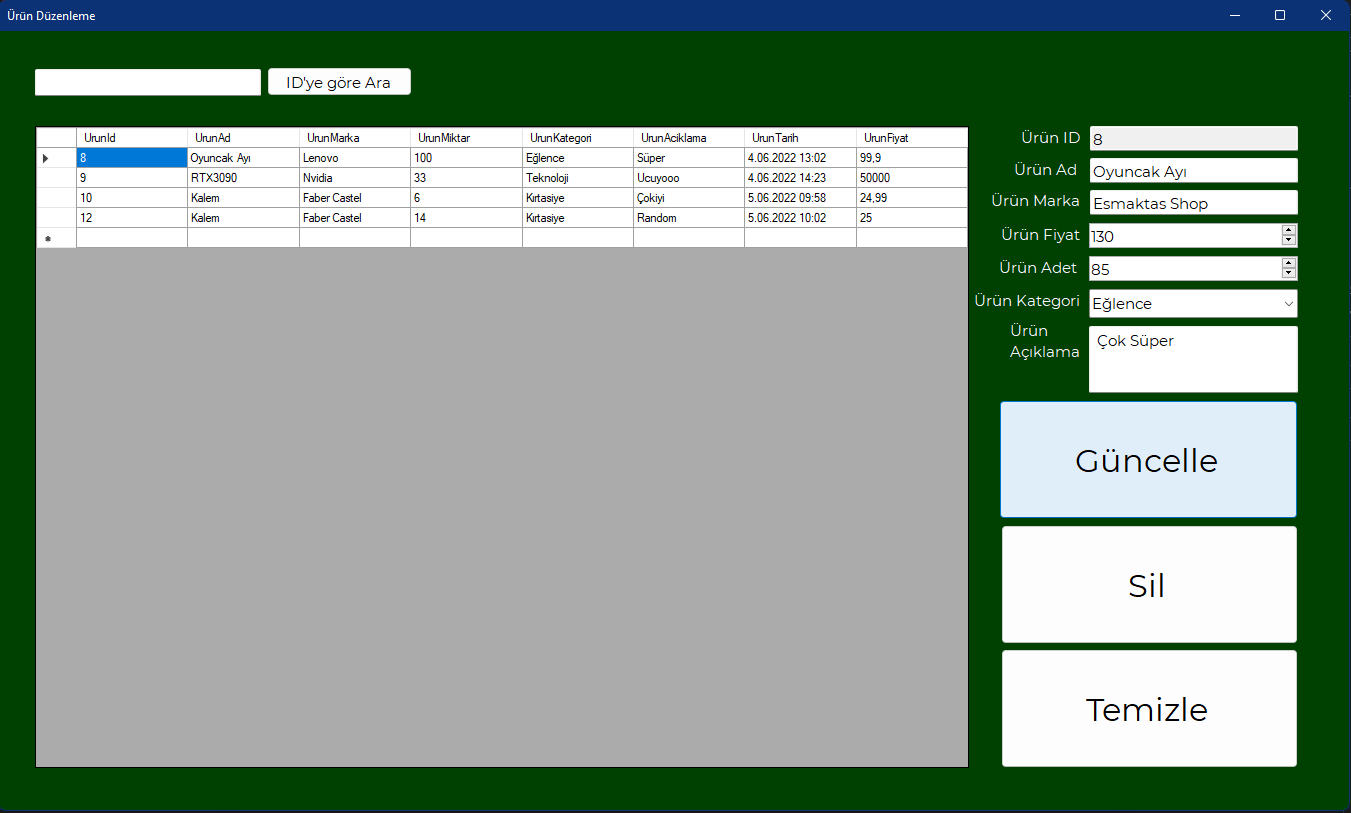 Ürün Düzenleme
ID'ye göre Ara
UrunId UrunAd UrunMarka UrunMiktar UrunKategori UrunAciklama UrunTarih UrunFiyat
8 Oyuncak Ayı Lenovo 100 Eğlence Süper 4.06.2022 13:02 99,9
9 RTX3090 Nvidia 33 Teknoloji Ucuyooo 4.06.2022 14:23 50000
10 Kalem Faber Castel 6 Kırtasiye Çokiyi 5.06.2022 09:58 24,99
12 Kalem Faber Castel 14 Kırtasiye Random 5.06.2022 10:02 25
Ürün ID 8
Ürün Ad Oyuncak Ayı
Ürün Marka Esmaktas Shop
Ürün Fiyat 130
Ürün Adet 85
Ürün Kategori Eğlence
Ürün
Açıklama
Çok Süper
Güncelle
Sil
Temizle